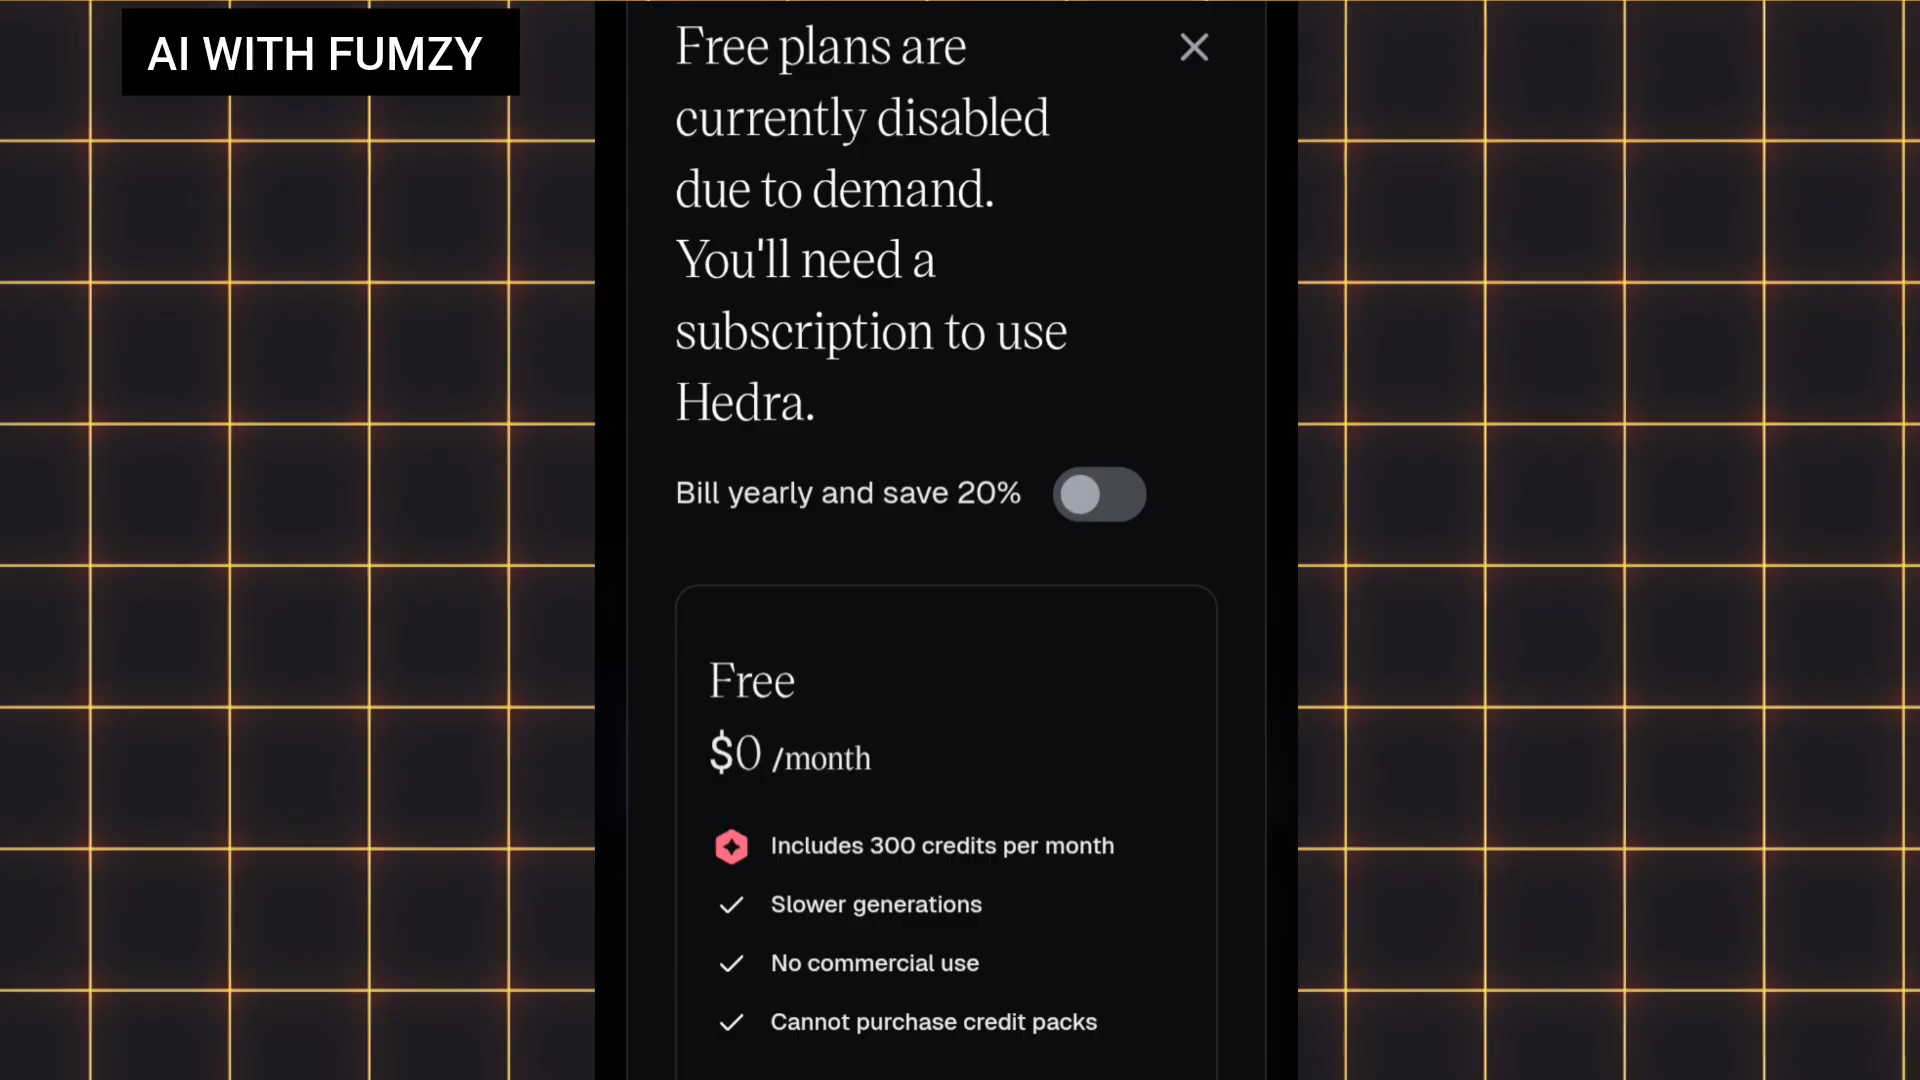 AI WITH FUMZY
Free plans are
currently disabled
due to demand.
You'll need a
subscription to use
Hedra.
Bill yearly and save 20%
Free
$0 /month
Includes 300 credits per month
Slower generations
No commercial use
Cannot purchase credit packs